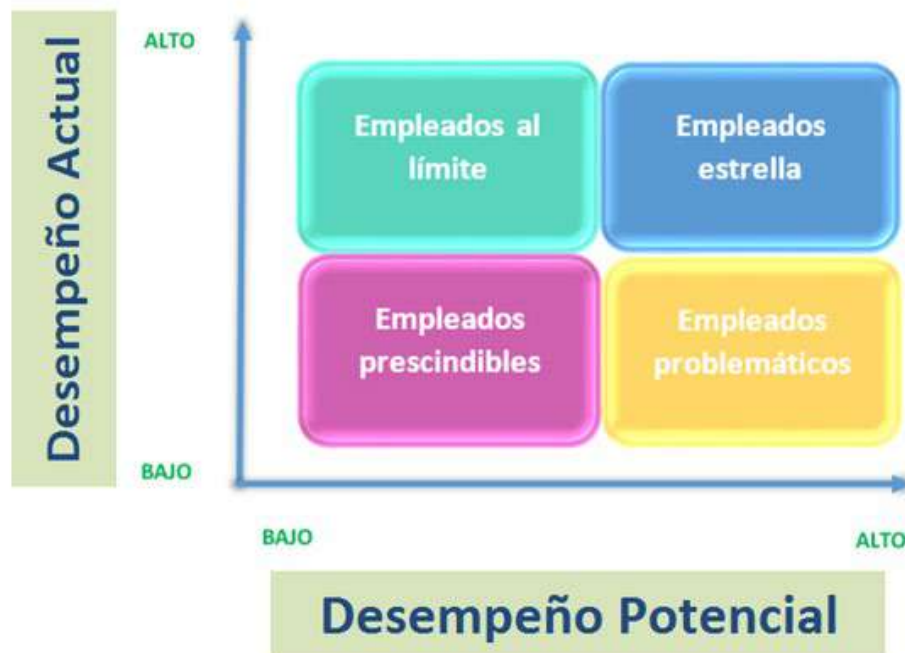 Desempeño Actual
ALTO
Empleados al
límite
Empleados
estrella
Empleados
prescindibles
Empleados
problemáticos
BAJO
BAJO
ALTO
Desempeño Potencial